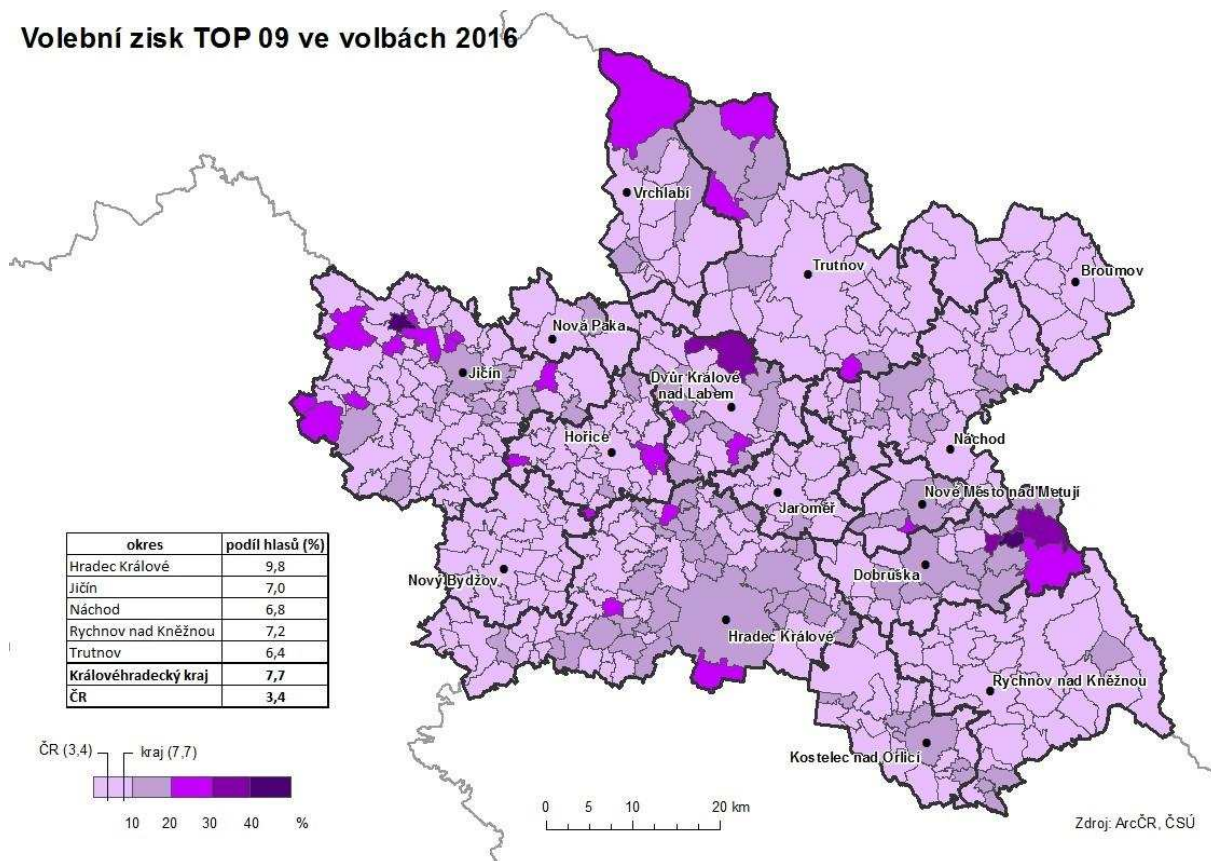 Volební zisk TOP 09 ve volbách 2016
Vrchlabí
Trutnov
Broumov
Nová Paka
Jičín
Dvůr Králové
nad Labem
Hořice
Náchod
Jaroměř
Nové Město nad Metují
Nový Bydžov
Dobruška
Hradec Králové
Rychnov nad Kněžnou
Kostelec nad Orlicí
okres podíl hlasů (%)
Hradec Králové 9,8
Jičín 7,0
Náchod 6,8
Rychnov nad Kněžnou 7,2
Trutnov 6,4
Královéhradecký kraj 7,7
ČR 3,4
ČR (3,4) kraj (7,7)
10 20 30 40 %
0 5 10 20 km
Zdroj: ArcČR, ČSÚ